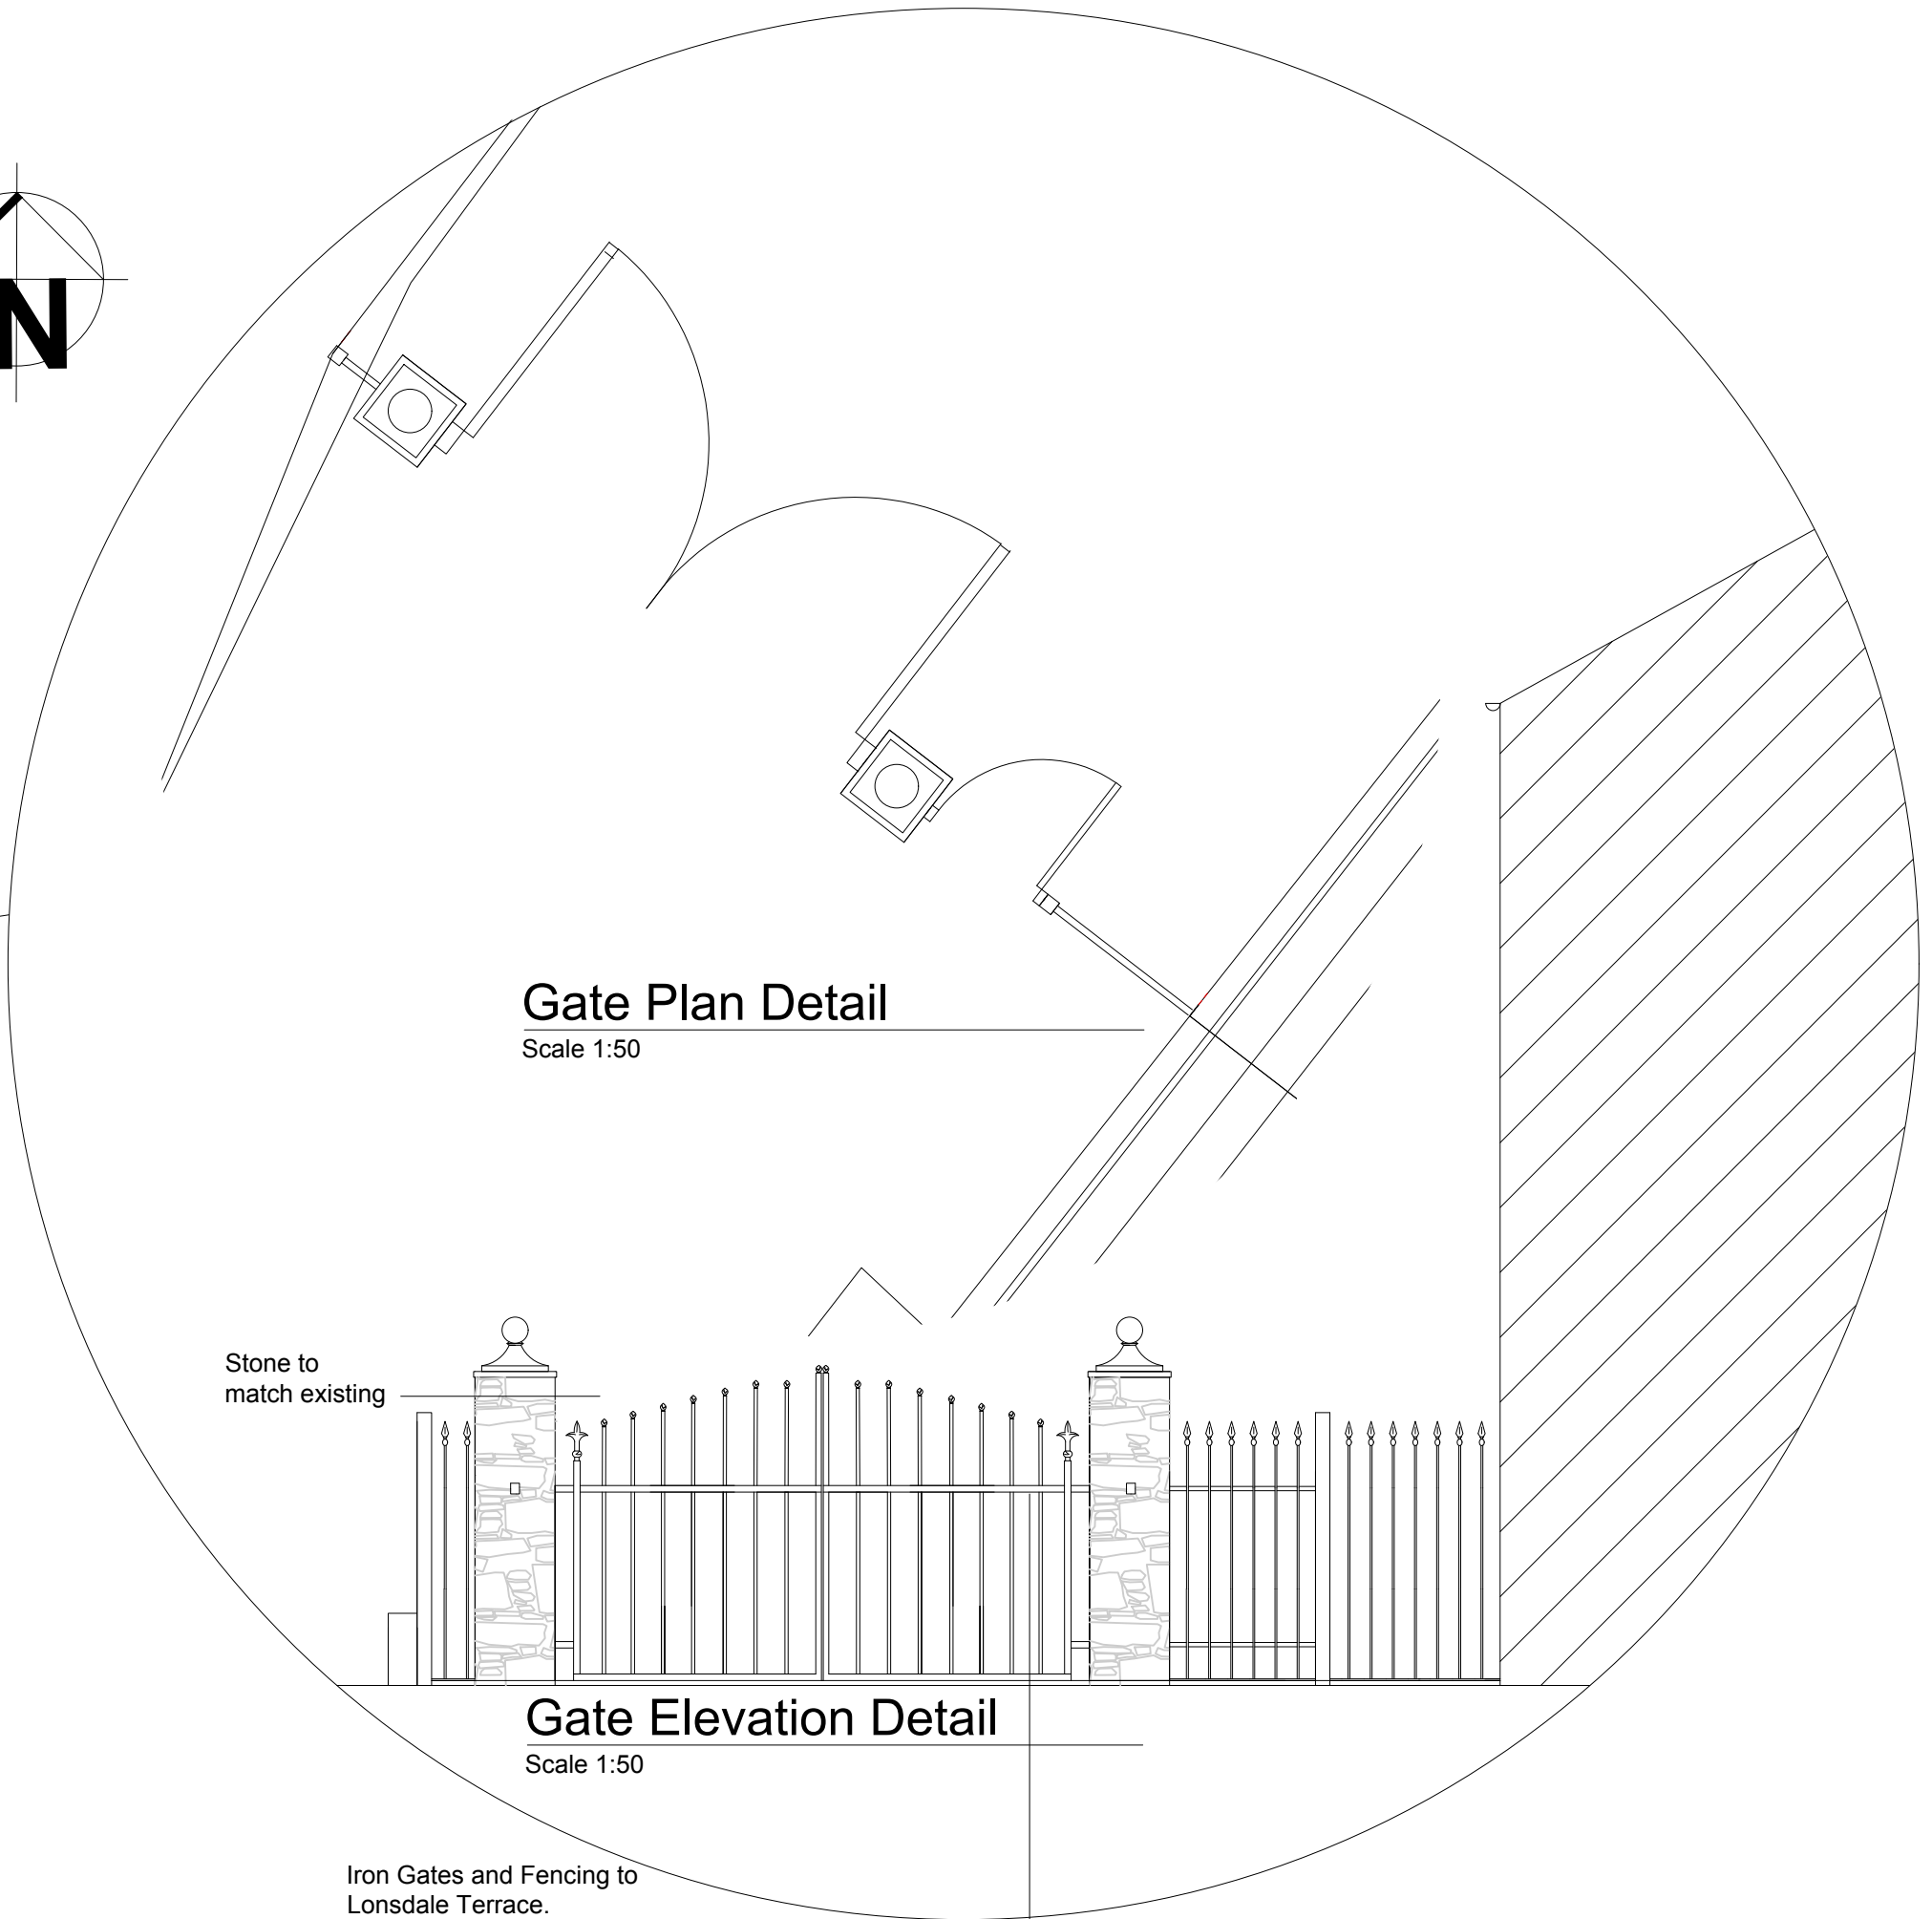 N
Gate Plan Detail
Scale 1:50
Stone to
match existing
Gate Elevation Detail
Scale 1:50
Iron Gates and Fencing to
Lonsdale Terrace.